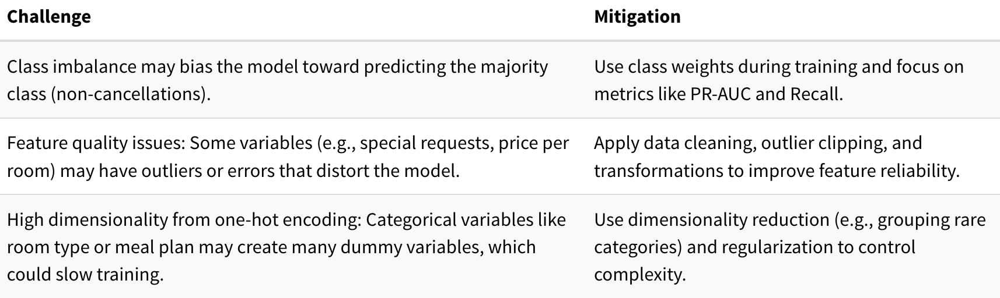 Challenge
Mitigation
Class imbalance may bias the model toward predicting the majority
class (non-cancellations).
Use class weights during training and focus on
metrics like PR-AUC and Recall.
Feature quality issues: Some variables (e.g., special requests, price per
room) may have outliers or errors that distort the model.
Apply data cleaning, outlier clipping, and
transformations to improve feature reliability.
High dimensionality from one-hot encoding: Categorical variables like
room type or meal plan may create many dummy variables, which
could slow training.
Use dimensionality reduction (e.g., grouping rare
categories) and regularization to control
complexity.